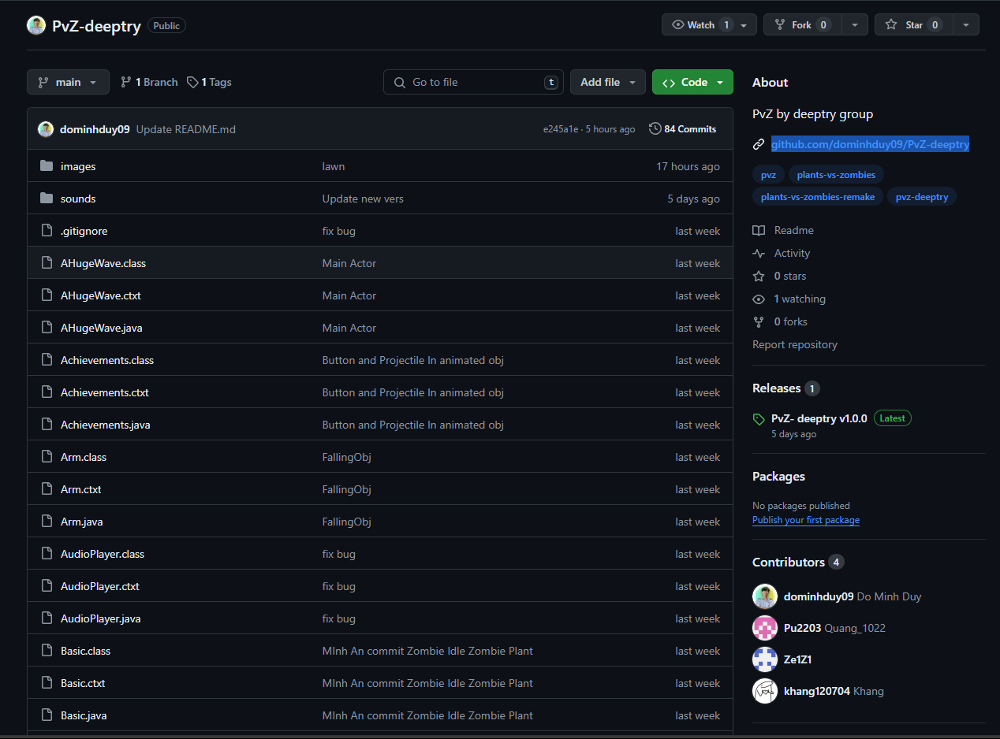 PvZ-deeptry Public
Watch 1 Fork 0 Star 0
main 1 Branch 1 Tags Go to file t Add file Code
dominhduy09 Update README.md e245a1e · 5 hours ago 84 Commits
images lawn 17 hours ago
sounds Update new vers 5 days ago
.gitignore fix bug last week
AHugeWave.class Main Actor last week
AHugeWave.ctxt Main Actor last week
AHugeWave.java Main Actor last week
Achievements.class Button and Projectile In animated obj last week
Achievements.ctxt Button and Projectile In animated obj last week
Achievements.java Button and Projectile In animated obj last week
Arm.class FallingObj last week
Arm.ctxt FallingObj last week
Arm.java FallingObj last week
AudioPlayer.class fix bug last week
AudioPlayer.ctxt fix bug last week
AudioPlayer.java fix bug last week
Basic.class MInh An commit Zombie Idle Zombie Plant last week
Basic.ctxt MInh An commit Zombie Idle Zombie Plant last week
Basic.java MInh An commit Zombie Idle Zombie Plant last week
About
PvZ by deeptry group
github.com/dominhduy09/PvZ-deeptry
pvz plants-vs-zombies
plants-vs-zombies-remake pvz-deeptry
Readme
Activity
0 stars
1 watching
0 forks
Report repository
Releases 1
PvZ- deeptry v1.0.0 Latest
5 days ago
Packages
No packages published
Publish your first package
Contributors 4
dominhduy09 Do Minh Duy
Pu2203 Quang_1022
Ze1Z1
khang120704 Khang